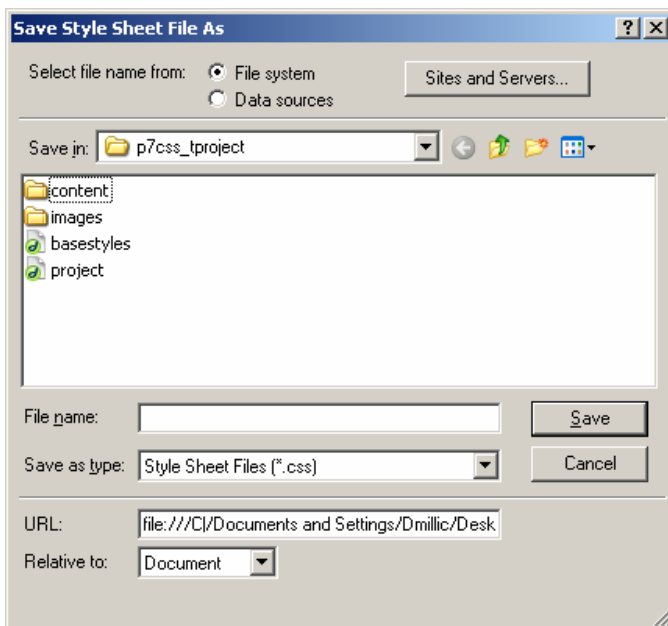 Save Style Sheet File As
Select file name from: File system Sites and Servers...
Data sources
Save in: p7css_tproject
content
images
basestyles
project
File name: Save
Save as type: Style Sheet Files (*.css) Cancel
URL: file:///C|/Documents and Settings/Dmillic/Desk
Relative to: Document